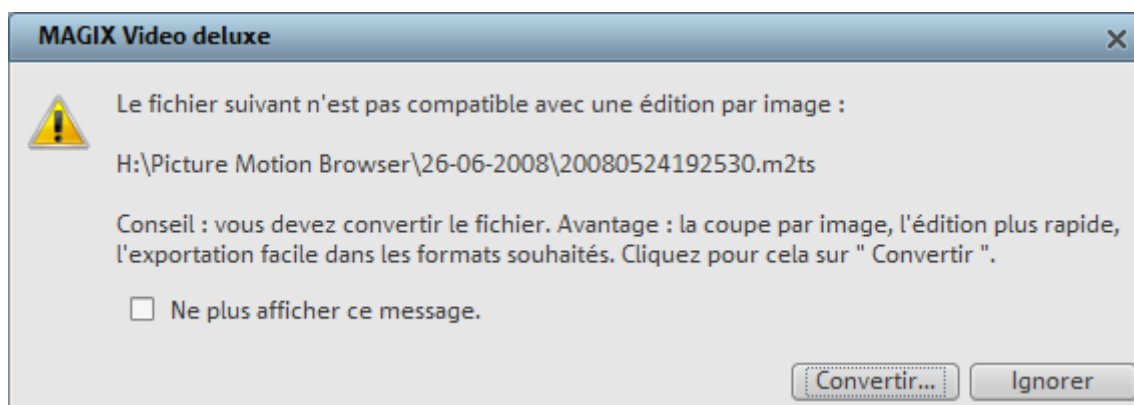 MAGIX Video deluxe
Le fichier suivant n'est pas compatible avec une édition par image :
H:\Picture Motion Browser\26-06-2008\20080524192530.m2ts
Conseil : vous devez convertir le fichier. Avantage : la coupe par image, l'édition plus rapide,
l'exportation facile dans les formats souhaités. Cliquez pour cela sur " Convertir ".
Ne plus afficher ce message.
Convertir... Ignorer